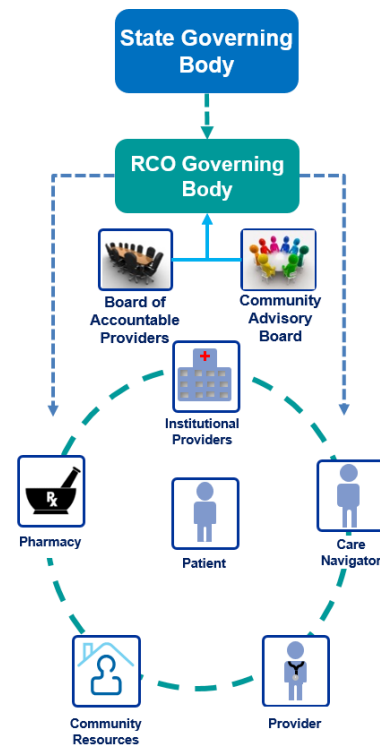 State Governing
Body
RCO Governing
Body
Board of
Accountable
Providers
Community
Advisory
Board
Institutional
Providers
Rx
Pharmacy
Patient
Care
Navigator
Community
Resources
Provider